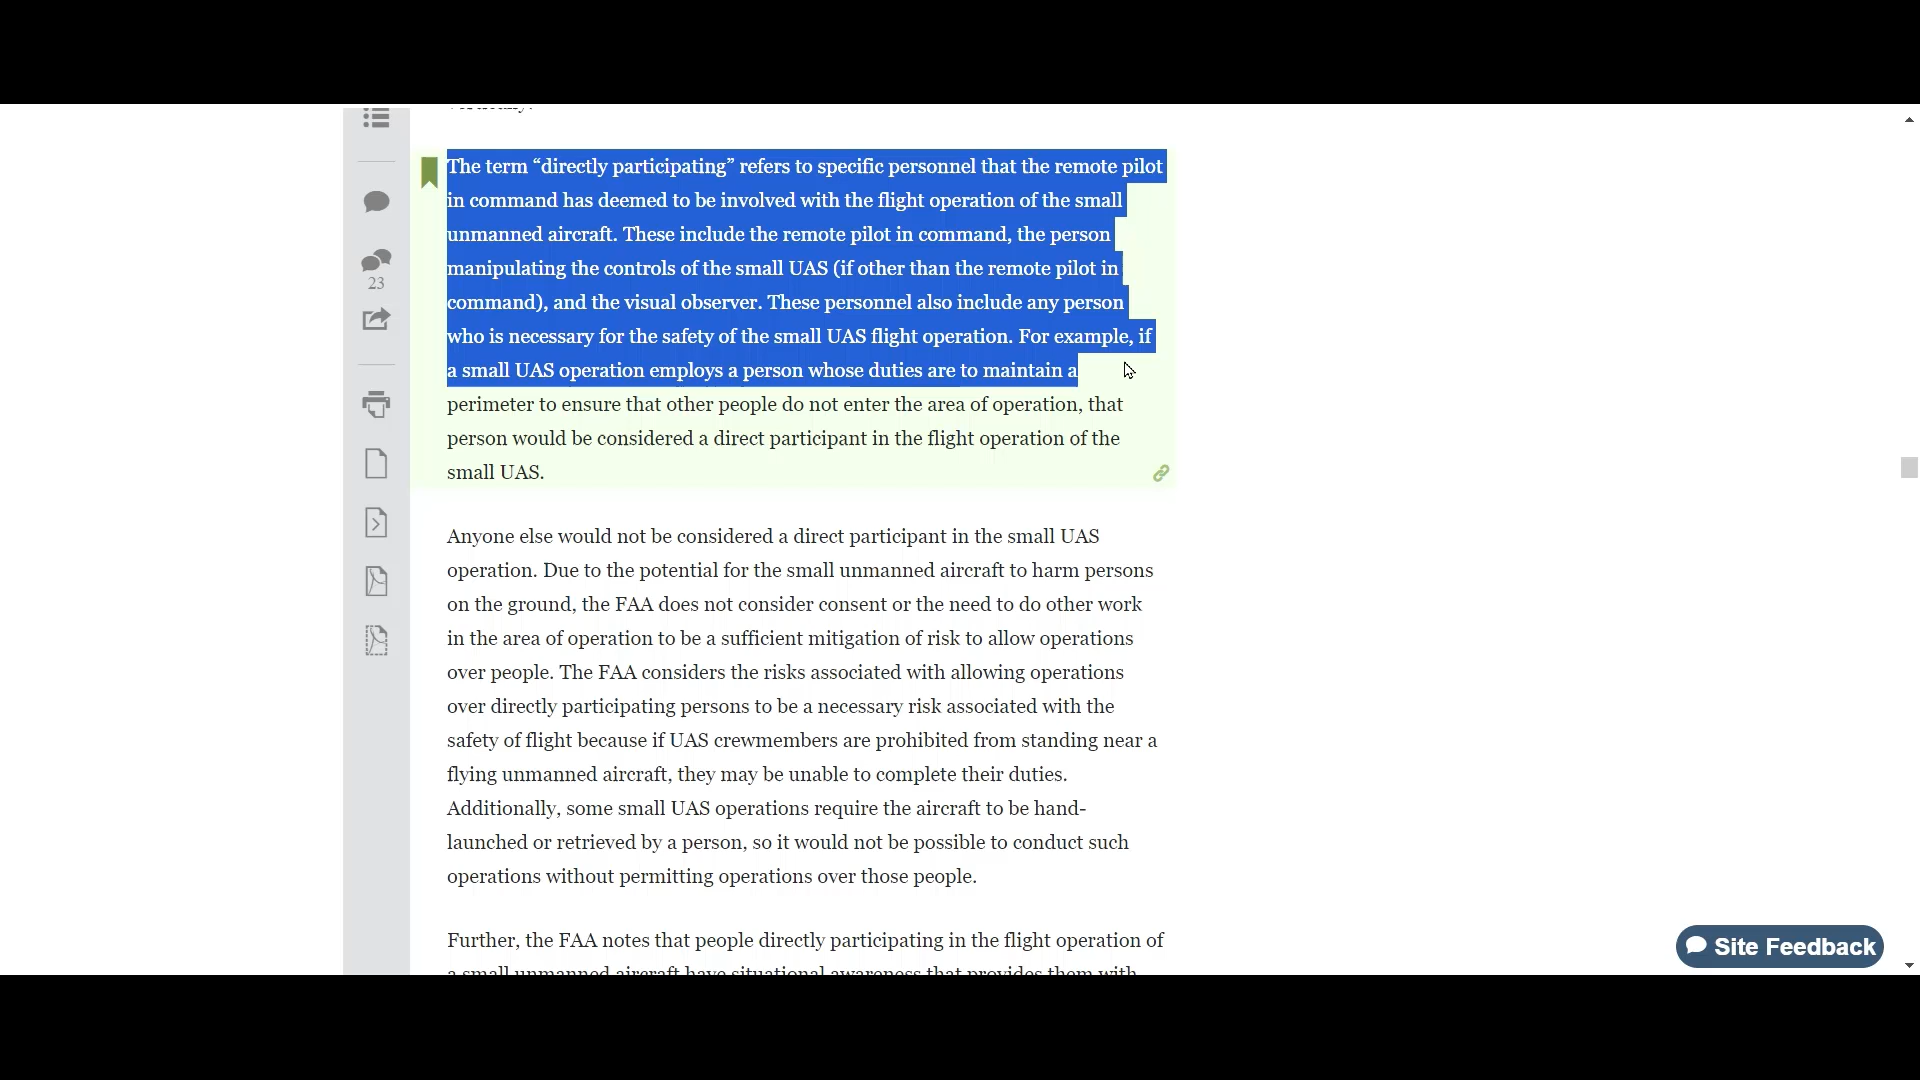 The term “directly participating” refers to specific personnel that the remote pilot
in command has deemed to be involved with the flight operation of the small
unmanned aircraft. These include the remote pilot in command, the person
manipulating the controls of the small UAS (if other than the remote pilot in
command), and the visual observer. These personnel also include any person
who is necessary for the safety of the small UAS flight operation. For example, if
a small UAS operation employs a person whose duties are to maintain a
perimeter to ensure that other people do not enter the area of operation, that
person would be considered a direct participant in the flight operation of the
small UAS.
23
Anyone else would not be considered a direct participant in the small UAS
operation. Due to the potential for the small unmanned aircraft to harm persons
on the ground, the FAA does not consider consent or the need to do other work
in the area of operation to be a sufficient mitigation of risk to allow operations
over people. The FAA considers the risks associated with allowing operations
over directly participating persons to be a necessary risk associated with the
safety of flight because if UAS crewmembers are prohibited from standing near a
flying unmanned aircraft, they may be unable to complete their duties.
Additionally, some small UAS operations require the aircraft to be hand-
launched or retrieved by a person, so it would not be possible to conduct such
operations without permitting operations over those people.
Further, the FAA notes that people directly participating in the flight operation of
a small unmanned aircraft have situational awareness that provides them with
Site Feedback